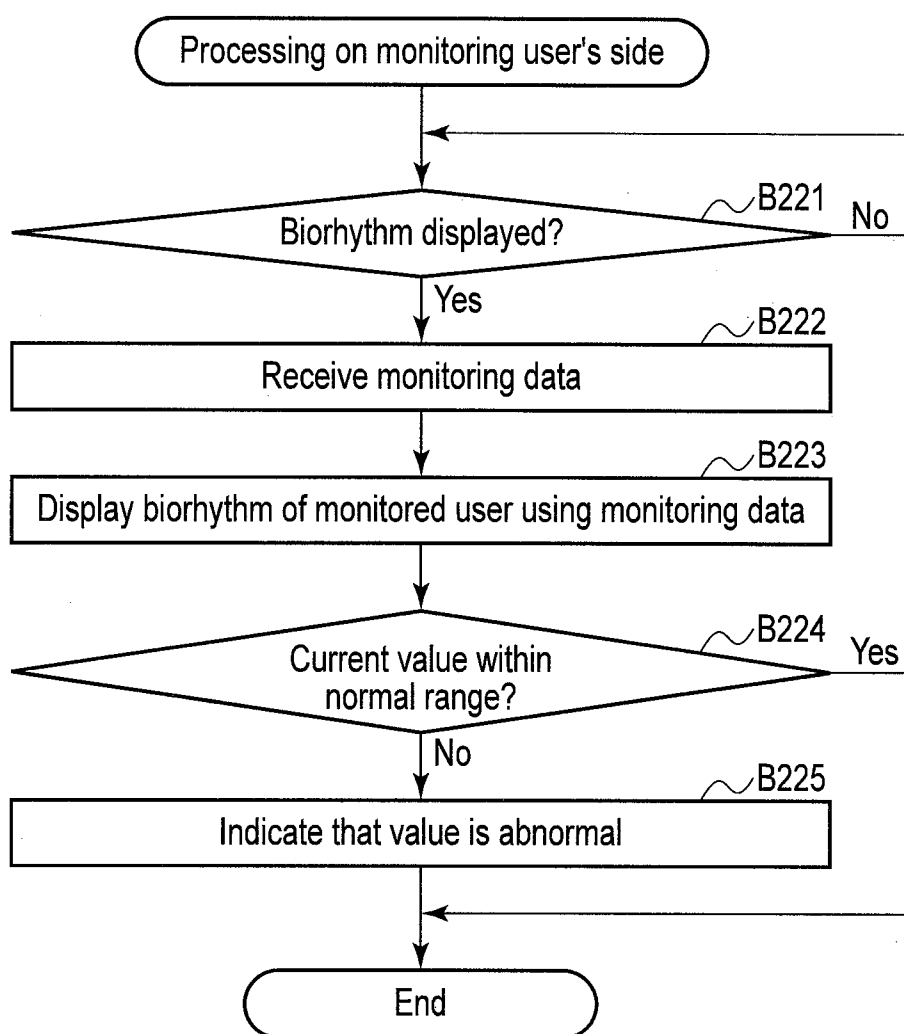 Processing on monitoring user's side
B221
Biorhythm displayed?
No
Yes
B222
Receive monitoring data
B223
Display biorhythm of monitored user using monitoring data
B224
Current value within
normal range?
Yes
No
B225
Indicate that value is abnormal
End